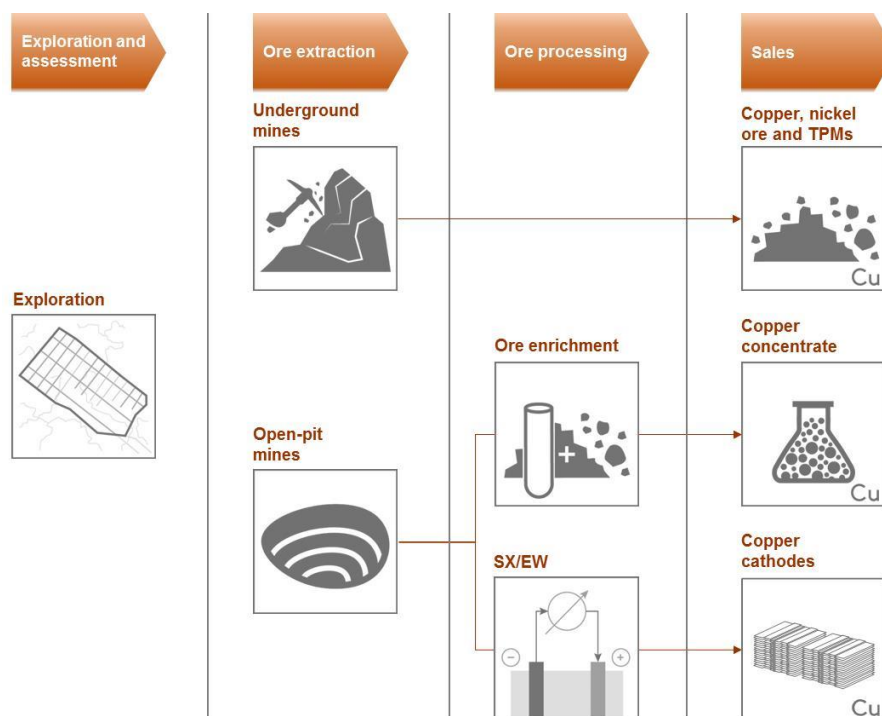 Exploration and
assessment
Ore extraction
Ore processing
Sales
Underground
mines
Copper, nickel
ore and TPMs
Cu
Exploration
Ore enrichment
Copper
concentrate
+
Cu
Open-pit
mines
SX/EW
Copper
cathodes
−
+
Cu